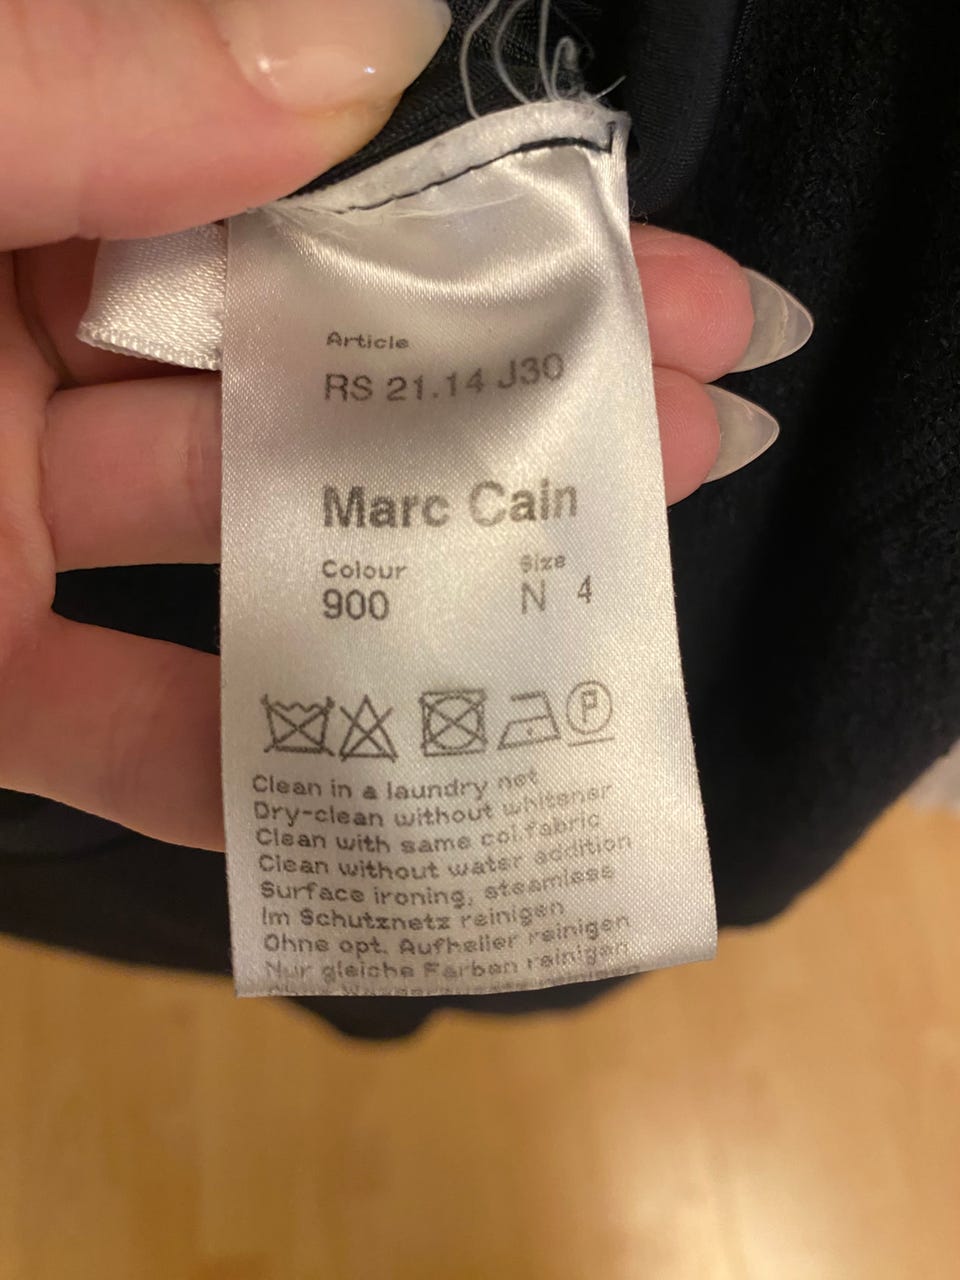 Article
RS 21.14 J30
Marc Cain
Colour Size
900 N 4
P
Clean in a laundry net
Dry-clean without whitener
Clean with same col.fabric
Clean without water addition
Surface ironing, steamless
Im Schutznetz reinigen
Ohne opt. Aufheller reinigen
Nur gleiche Farben reinigen